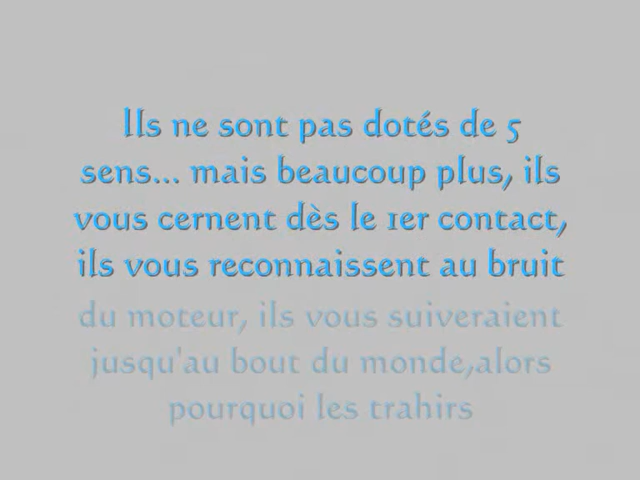 Ils ne sont pas dotés de 5
sens... mais beaucoup plus, ils
vous cernent dès le 1er contact,
ils vous reconnaissent au bruit
du moteur, ils vous suiveraient
jusqu'au bout du monde,alors
pourquoi les trahirs